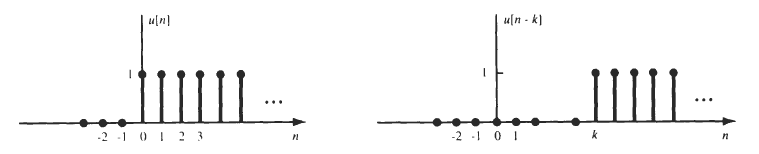 u[n]
1
-2 -1 0 1 2 3 n
...
u[n - k]
1
-2 -1 0 1 k n
...